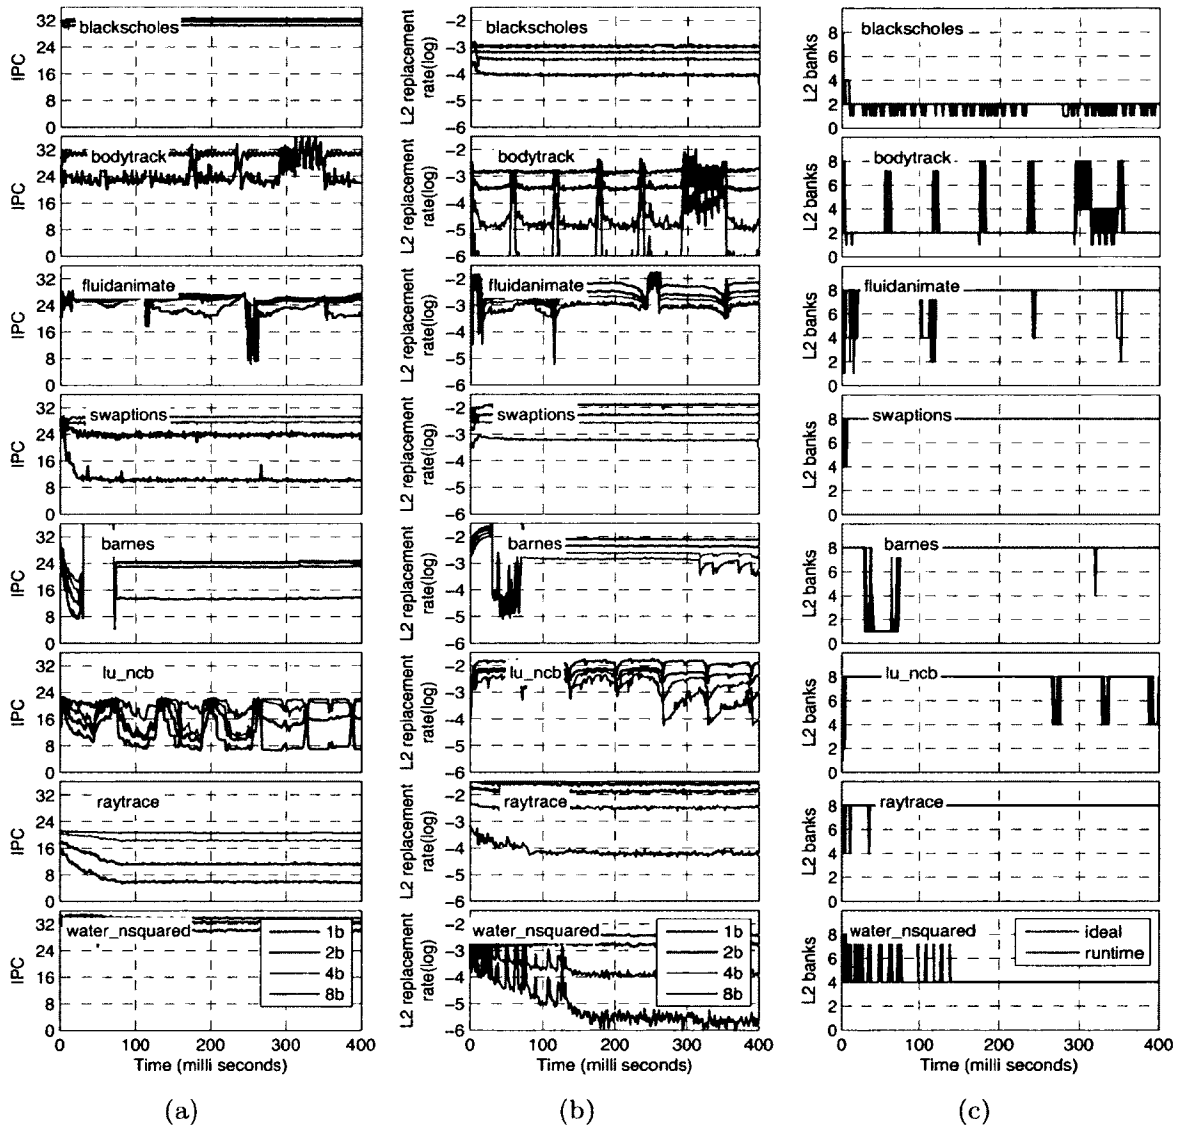 IPC
32
24
16
8
0
blackscholes
IPC
32
24
16
8
0
bodytrack
IPC
32
24
16
8
0
fluidanimate
IPC
32
24
16
8
0
swaptions
IPC
32
24
16
8
0
barnes
IPC
32
24
16
8
0
lu_ncb
IPC
32
24
16
8
0
raytrace
IPC
32
24
16
8
0
water_nsquared
1b
2b
4b
8b
0 100 200 300 400
Time (milli seconds)
(a)
L2 replacement
rate(log)
−2
−3
−4
−5
−6
blackscholes
L2 replacement
rate(log)
−2
−3
−4
−5
−6
bodytrack
L2 replacement
rate(log)
−2
−3
−4
−5
−6
fluidanimate
L2 replacement
rate(log)
−2
−3
−4
−5
−6
swaptions
L2 replacement
rate(log)
−2
−3
−4
−5
−6
barnes
L2 replacement
rate(log)
−2
−3
−4
−5
−6
lu_ncb
L2 replacement
rate(log)
−2
−3
−4
−5
−6
raytrace
L2 replacement
rate(log)
−2
−3
−4
−5
−6
water_nsquared
1b
2b
4b
8b
0 100 200 300 400
Time (milli seconds)
(b)
L2 banks
8
6
4
2
0
blackscholes
L2 banks
8
6
4
2
0
bodytrack
L2 banks
8
6
4
2
0
fluidanimate
L2 banks
8
6
4
2
0
swaptions
L2 banks
8
6
4
2
0
barnes
L2 banks
8
6
4
2
0
lu_ncb
L2 banks
8
6
4
2
0
raytrace
L2 banks
8
6
4
2
0
water_nsquared
ideal
runtime
0 100 200 300 400
Time (milli seconds)
(c)